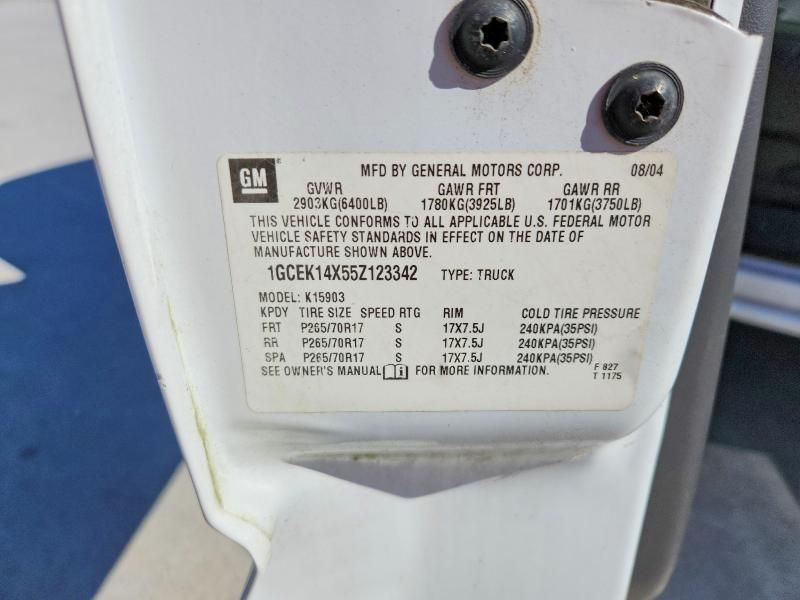 GM
MFD BY GENERAL MOTORS CORP. 08/04
GVWR GAWR FRT GAWR RR
2903KG(6400LB) 1780KG(3925LB) 1701KG(3750LB)
THIS VEHICLE CONFORMS TO ALL APPLICABLE U.S. FEDERAL MOTOR
VEHICLE SAFETY STANDARDS IN EFFECT ON THE DATE OF
MANUFACTURE SHOWN ABOVE.
1GCEK14X55Z123342 TYPE: TRUCK
MODEL: K15903
KPDY TIRE SIZE SPEED RTG RIM COLD TIRE PRESSURE
FRT P265/70R17 S 17X7.5J 240KPA(35PSI)
RR P265/70R17 S 17X7.5J 240KPA(35PSI)
SPA P265/70R17 S 17X7.5J 240KPA(35PSI)
SEE OWNER'S MANUAL i FOR MORE INFORMATION.
F 827
T 1175